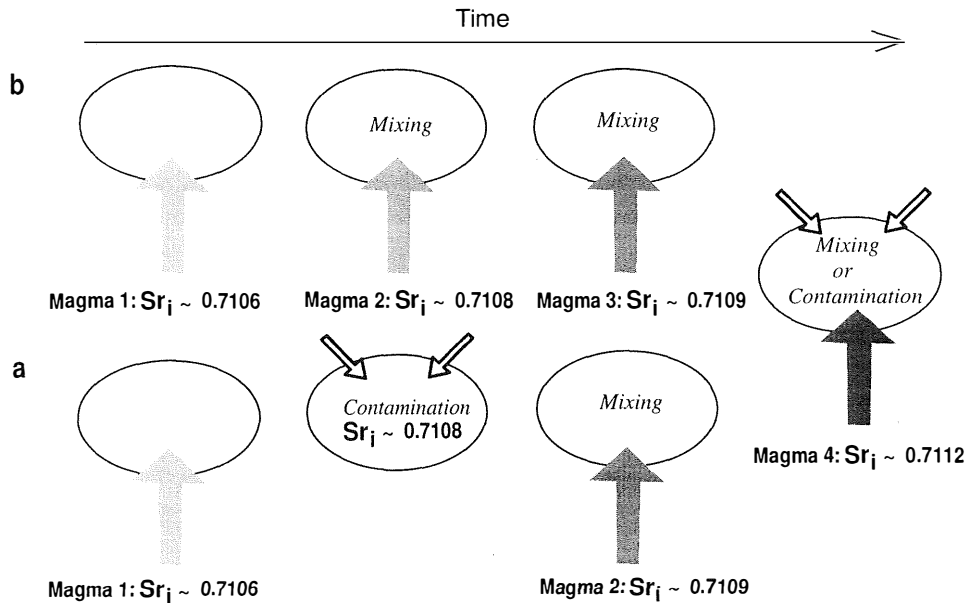 Time
b
Mixing
Mixing
Magma 1: Sri ~ 0.7106
Magma 2: Sri ~ 0.7108
Magma 3: Sri ~ 0.7109
Mixing
or
Contamination
Magma 4: Sri ~ 0.7112
a
Contamination
Sri ~ 0.7108
Mixing
Magma 1: Sri ~ 0.7106
Magma 2: Sri ~ 0.7109